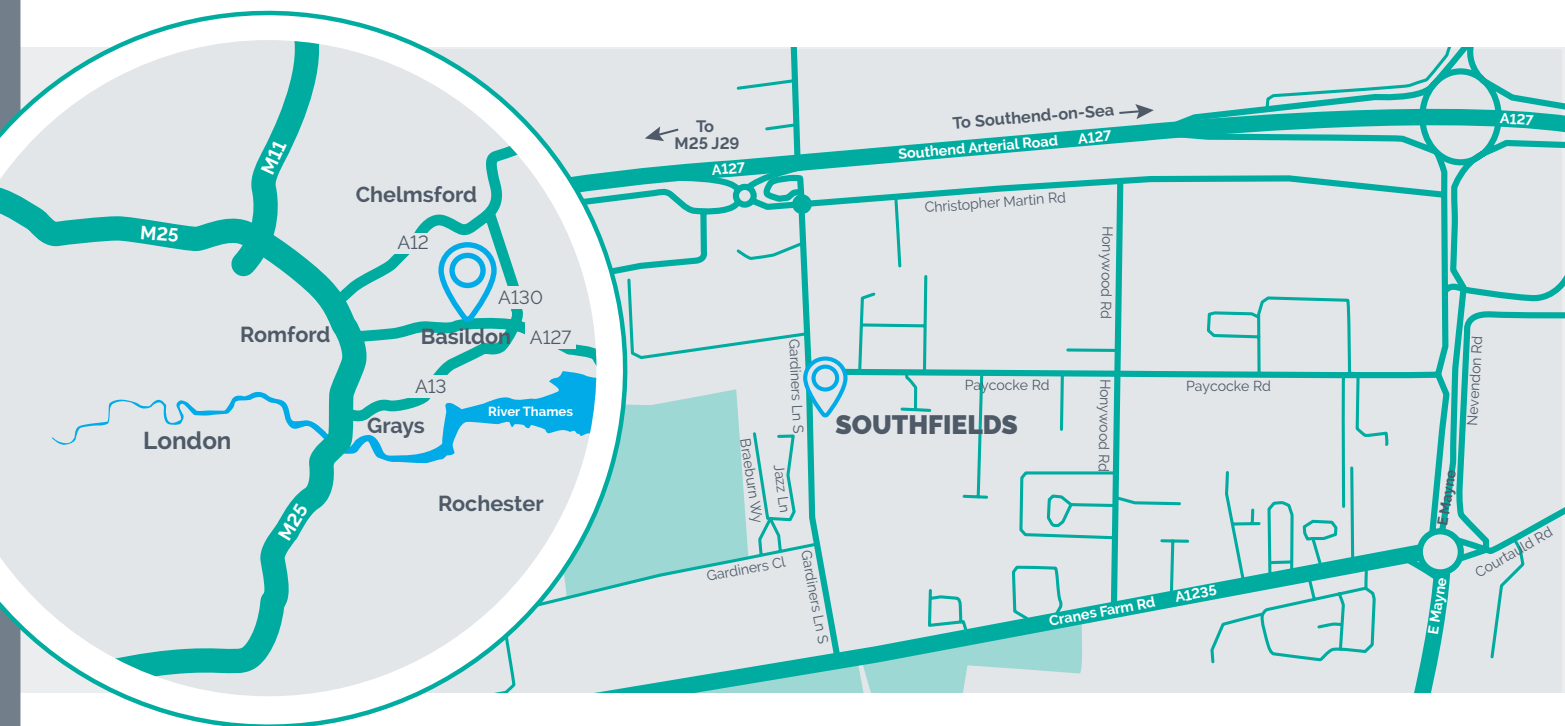 M11
M25
Chelmsford
A12
A130
Romford
Basildon
A127
A13
River Thames
Grays
London
Rochester
M25
To
M25 J29
To Southend-on-Sea
A127
Southend Arterial Road A127
A127
Christopher Martin Rd
Honywood Rd
Gardiners Ln S
Paycocke Rd
Paycocke Rd
Honywood Rd
Nevendon Rd
SOUTHFIELDS
Braeburn Wy
Jazz Ln
E Mayne
Gardiners Cl
Gardiners Ln S
Courtauld Rd
Cranes Farm Rd A1235
E Mayne